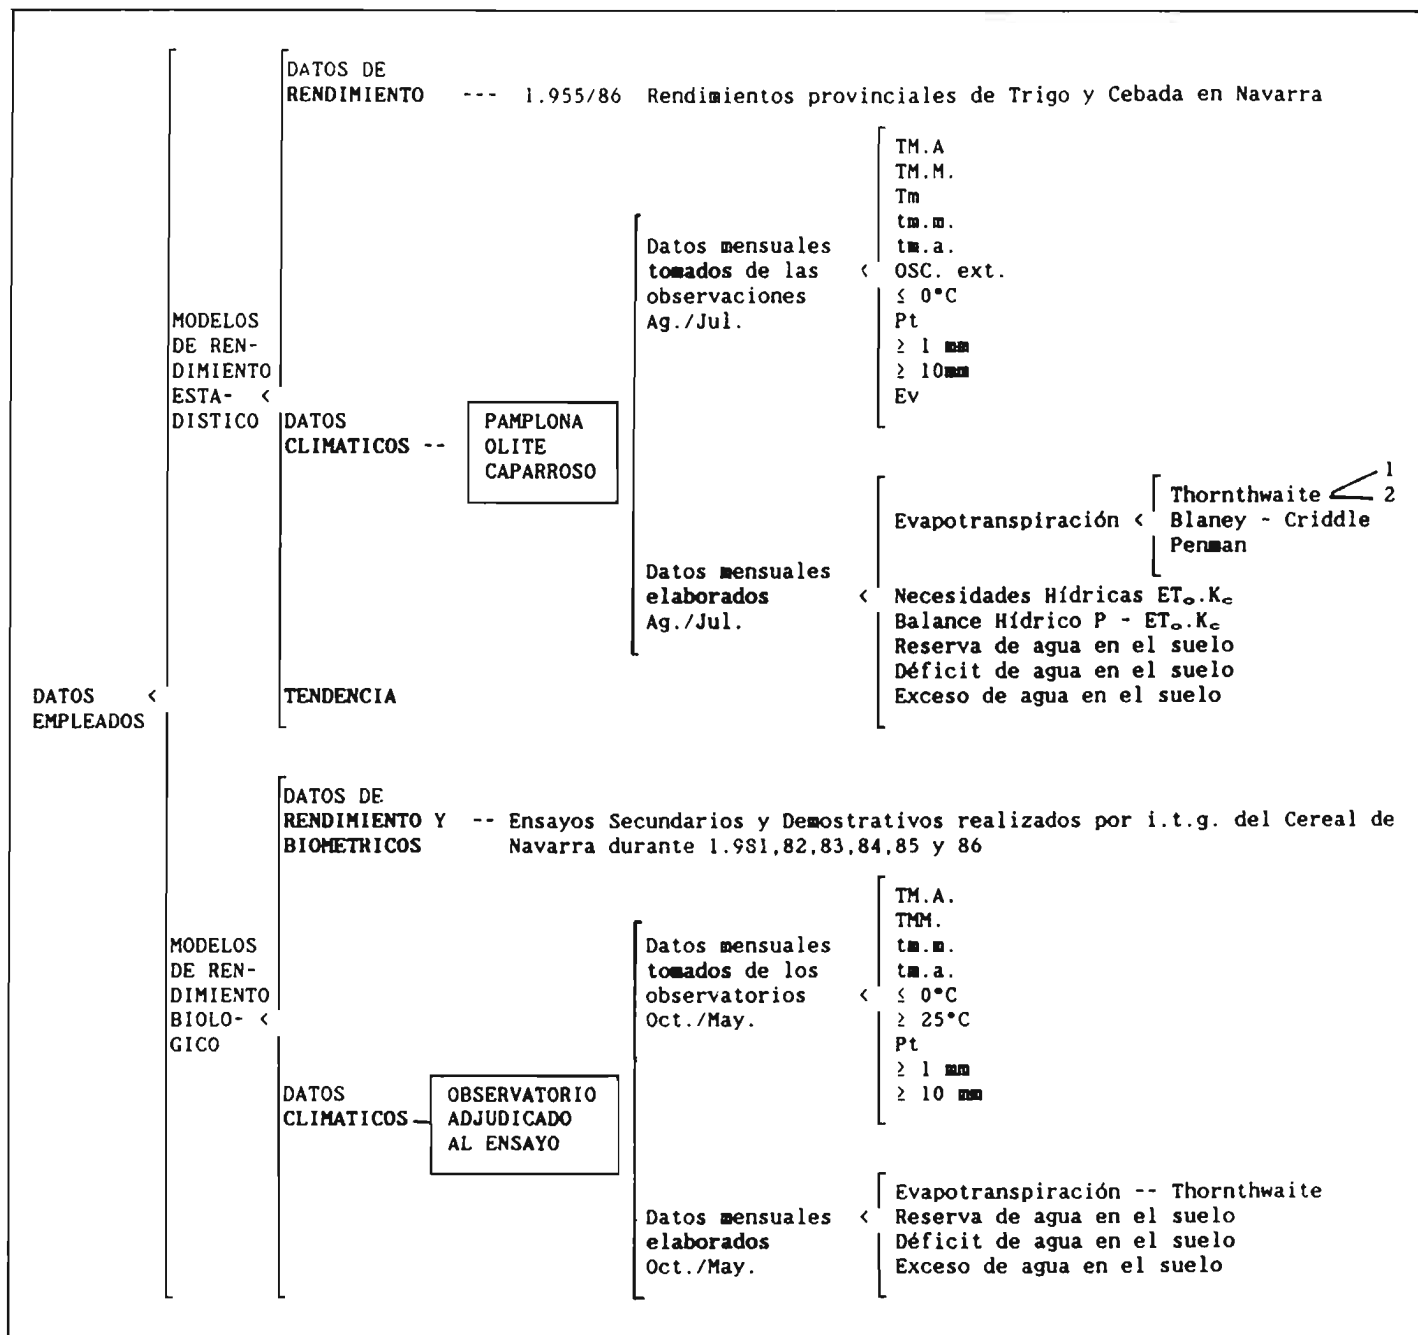 DATOS EMPLEADOS <
MODELOS
DE REN-
DIMIENTO
ESTA- <
DISTICO
DATOS DE
RENDIMIENTO --- 1.955/86 Rendimientos provinciales de Trigo y Cebada en Navarra
DATOS
CLIMATICOS --
PAMPLONA
OLITE
CAPARROSO
Datos mensuales
tomados de las <
observaciones
Ag./Jul.
TM.A
TM.M.
Tm
tm.m.
tm.a.
OSC. ext.
≤ 0°C
Pt
≥ 1 mm
≥ 10mm
Ev
Datos mensuales
elaborados <
Ag./Jul.
Evapotranspiración <
Thornthwaite 1
2
Blaney - Criddle
Penman
Necesidades Hídricas ETₒ.K꜀
Balance Hídrico P - ETₒ.K꜀
Reserva de agua en el suelo
Déficit de agua en el suelo
Exceso de agua en el suelo
TENDENCIA
MODELOS
DE REN-
DIMIENTO
BIOLO- <
GICO
DATOS DE
RENDIMIENTO Y -- Ensayos Secundarios y Demostrativos realizados por i.t.g. del Cereal de
BIOMETRICOS Navarra durante 1.981,82,83,84,85 y 86
DATOS
CLIMATICOS
OBSERVATORIO
ADJUDICADO
AL ENSAYO
Datos mensuales
tomados de los
observatorios <
Oct./May.
TM.A.
TMM.
tm.m.
tm.a.
≤ 0°C
≥ 25°C
Pt
≥ 1 mm
≥ 10 mm
Datos mensuales <
elaborados
Oct./May.
Evapotranspiración -- Thornthwaite
Reserva de agua en el suelo
Déficit de agua en el suelo
Exceso de agua en el suelo